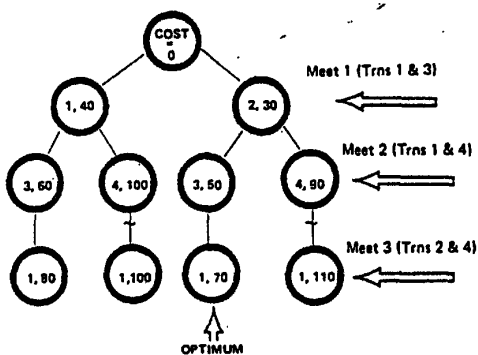 COST
=
0
Meet 1 (Trns 1 & 3)
1, 40
2, 30
Meet 2 (Trns 1 & 4)
3, 60
4, 100
3, 50
4, 90
Meet 3 (Trns 2 & 4)
1, 80
1,100
1, 70
1, 110
OPTIMUM